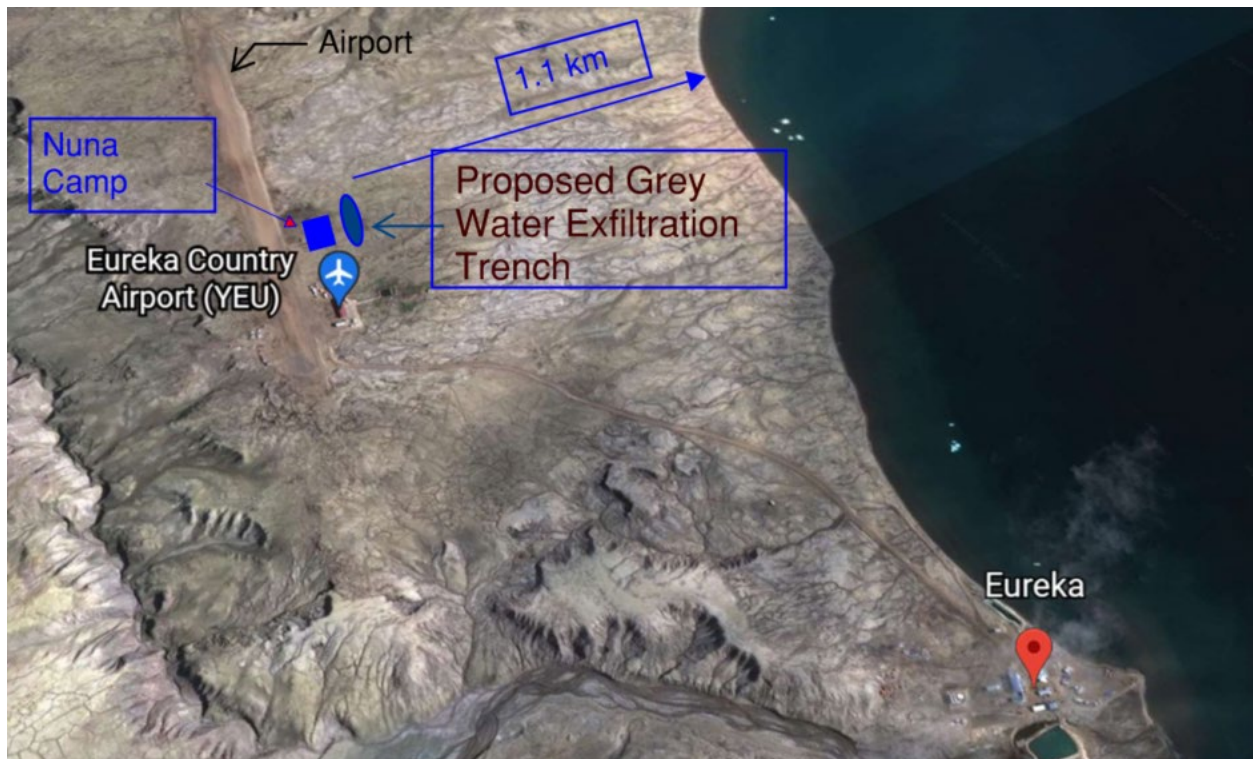 Airport
1.1 km
Nuna
Camp
Proposed Grey
Water Exfiltration
Trench
Eureka Country
Airport (YEU)
Eureka